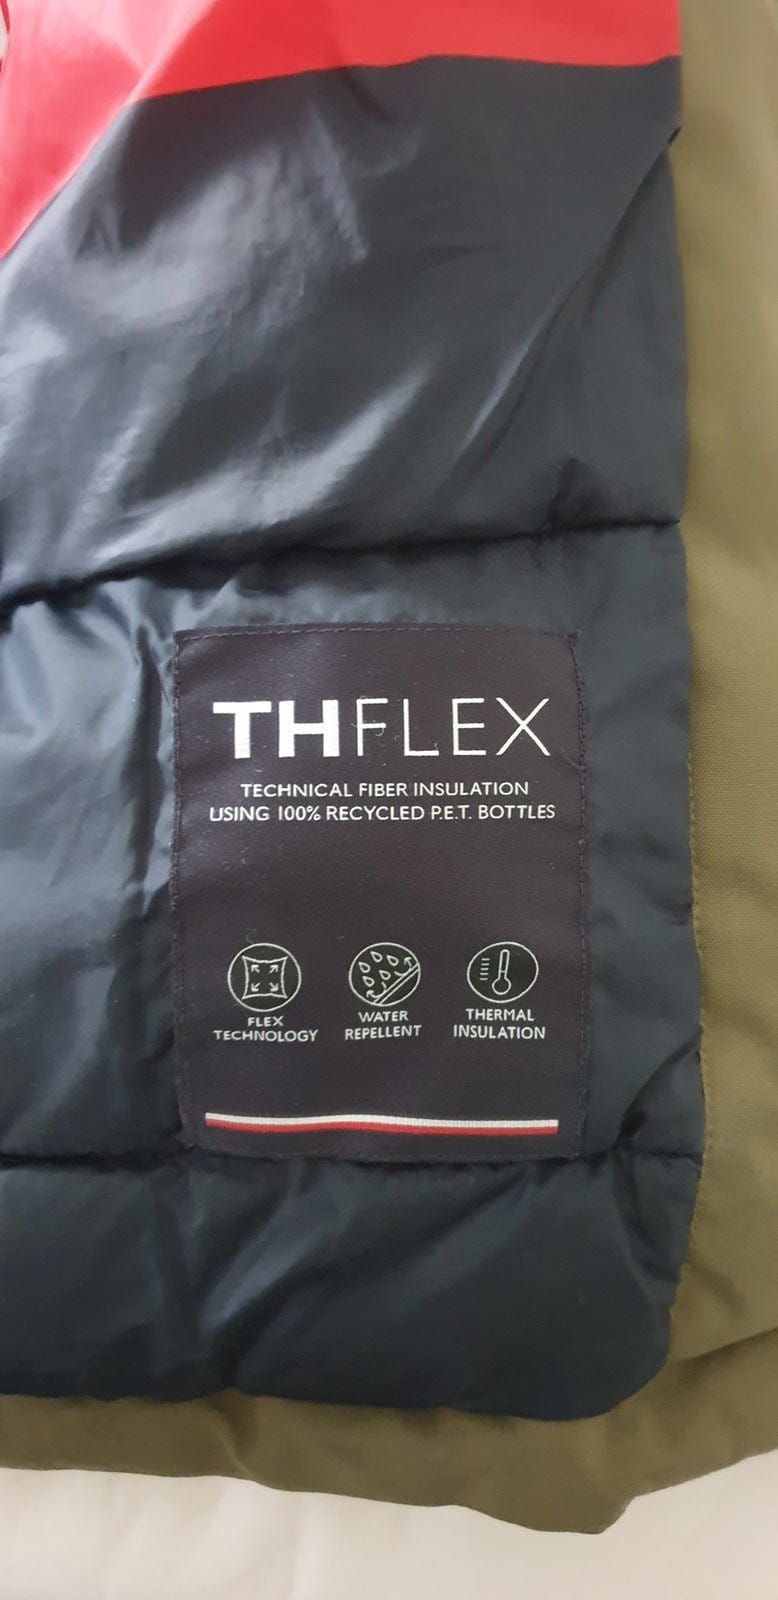 THFLEX
TECHNICAL FIBER INSULATION
USING 100% RECYCLED P.E.T. BOTTLES
FLEX
TECHNOLOGY
WATER
REPELLENT
THERMAL
INSULATION